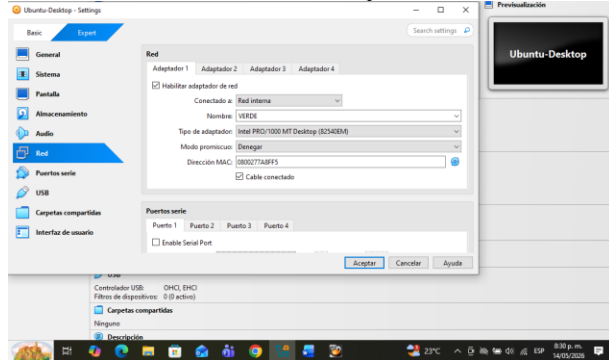 Ubuntu-Desktop - Settings
Previsualización
Basic
Expert
Search settings
Ubuntu-Desktop
General
Sistema
Pantalla
Almacenamiento
Audio
Red
Puertos serie
USB
Carpetas compartidas
Interfaz de usuario
Red
Adaptador 1 Adaptador 2 Adaptador 3 Adaptador 4
Habilitar adaptador de red
Conectado a: Red interna
Nombre: VERDE
Tipo de adaptador: Intel PRO/1000 MT Desktop (82540EM)
Modo promiscuo: Denegar
Dirección MAC: 0800277A8FF5
Cable conectado
Puertos serie
Puerto 1 Puerto 2 Puerto 3 Puerto 4
Enable Serial Port
Aceptar Cancelar Ayuda
USB
Controlador USB: OHCI, EHCI
Filtros de dispositivos: 0 (0 activo)
Carpetas compartidas
Ninguno
Descripción
23°C
ESP
8:30 p. m.
14/05/2026